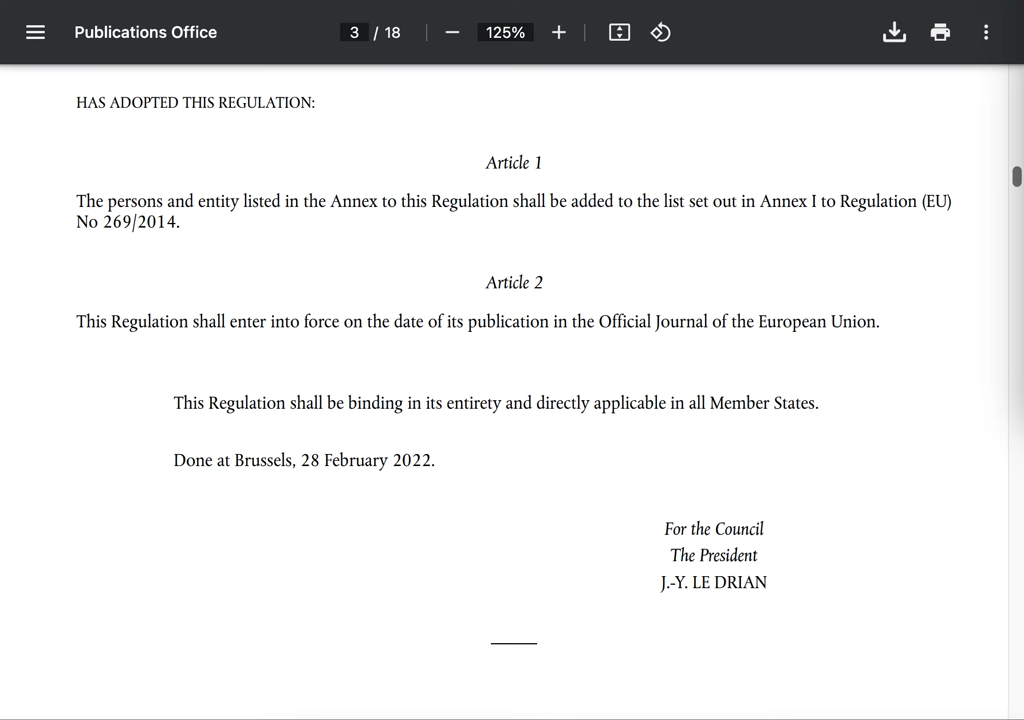 Publications Office 3 / 18 125%
HAS ADOPTED THIS REGULATION:
Article 1
The persons and entity listed in the Annex to this Regulation shall be added to the list set out in Annex I to Regulation (EU)
No 269/2014.
Article 2
This Regulation shall enter into force on the date of its publication in the Official Journal of the European Union.
This Regulation shall be binding in its entirety and directly applicable in all Member States.
Done at Brussels, 28 February 2022.
For the Council
The President
J.-Y. LE DRIAN